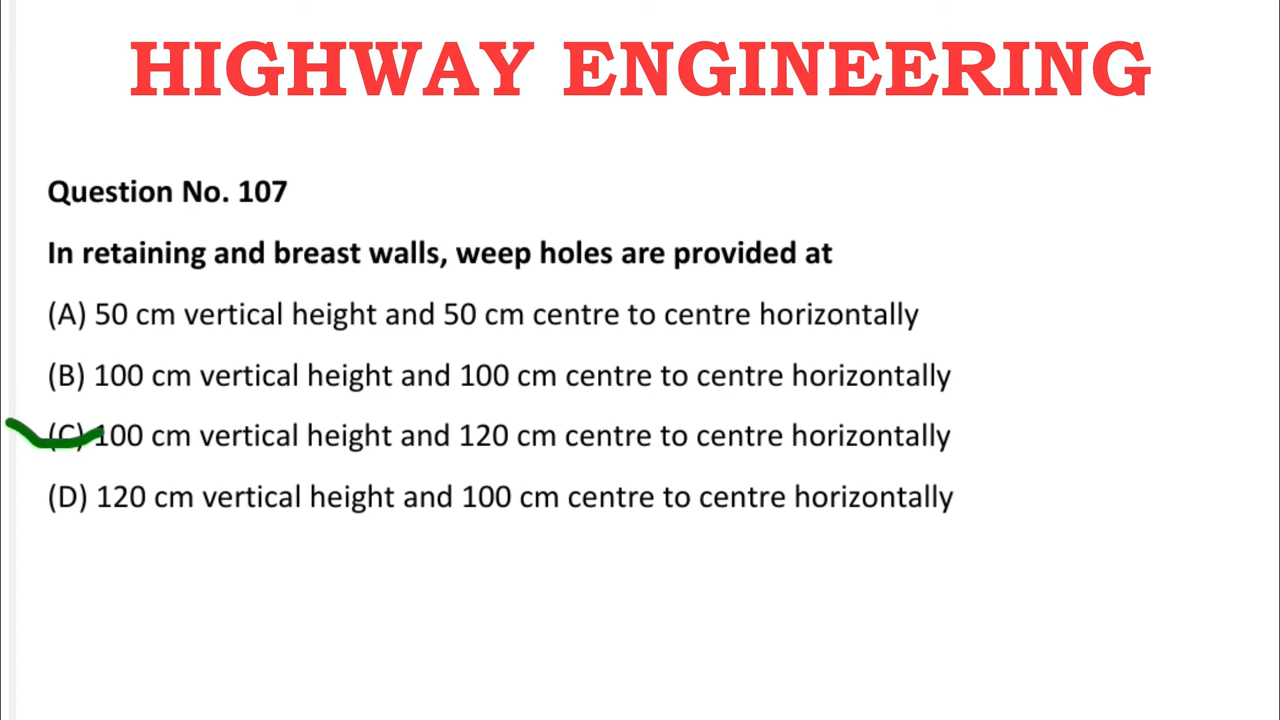 HIGHWAY ENGINEERING
Question No. 107
In retaining and breast walls, weep holes are provided at
(A) 50 cm vertical height and 50 cm centre to centre horizontally
(B) 100 cm vertical height and 100 cm centre to centre horizontally
(C) 100 cm vertical height and 120 cm centre to centre horizontally
(D) 120 cm vertical height and 100 cm centre to centre horizontally